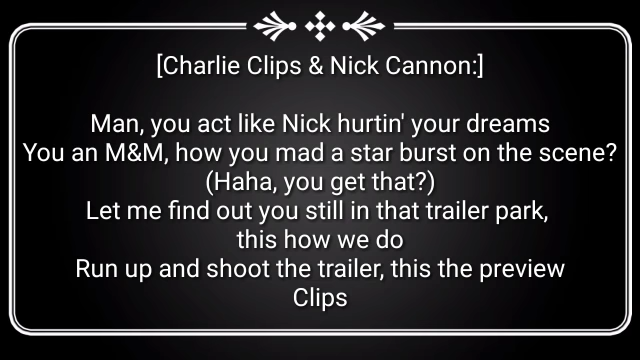 [Charlie Clips & Nick Cannon:]
Man, you act like Nick hurtin' your dreams
You an M&M, how you mad a star burst on the scene?
(Haha, you get that?)
Let me find out you still in that trailer park,
this how we do
Run up and shoot the trailer, this the preview
Clips